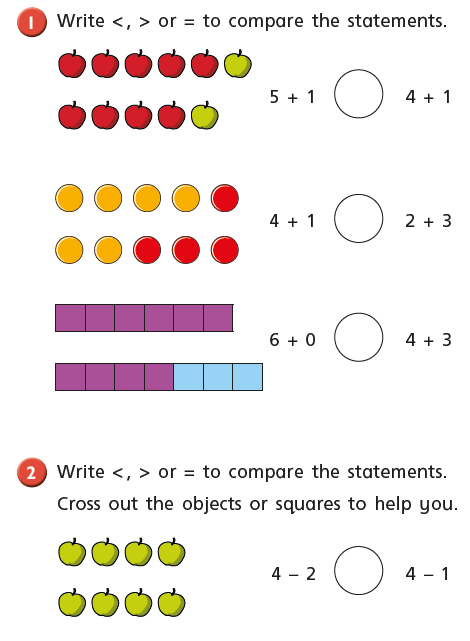 1 Write <, > or = to compare the statements.
5 + 1 4 + 1
4 + 1 2 + 3
6 + 0 4 + 3
2 Write <, > or = to compare the statements.
Cross out the objects or squares to help you.
4 – 2 4 – 1